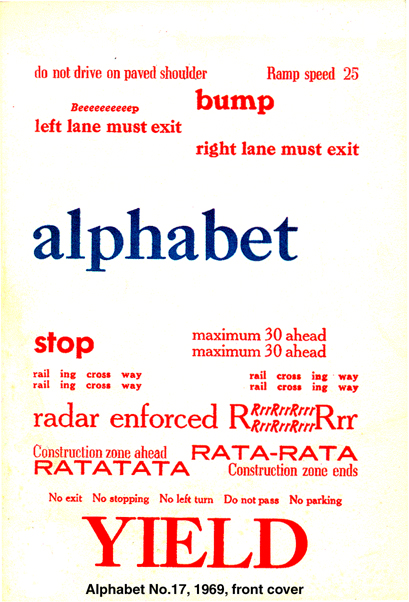 do not drive on paved shoulder Ramp speed 25
Beeeeeeeeeep bump
left lane must exit
right lane must exit
alphabet
stop maximum 30 ahead
maximum 30 ahead
rail ing cross way rail cross ing way
rail ing cross way rail cross ing way
radar enforced RRrrRrrRrrrRrr
RrrRrrRrrr
Construction zone ahead RATA-RATA
RATATATA Construction zone ends
No exit No stopping No left turn Do not pass No parking
YIELD
Alphabet No.17, 1969, front cover